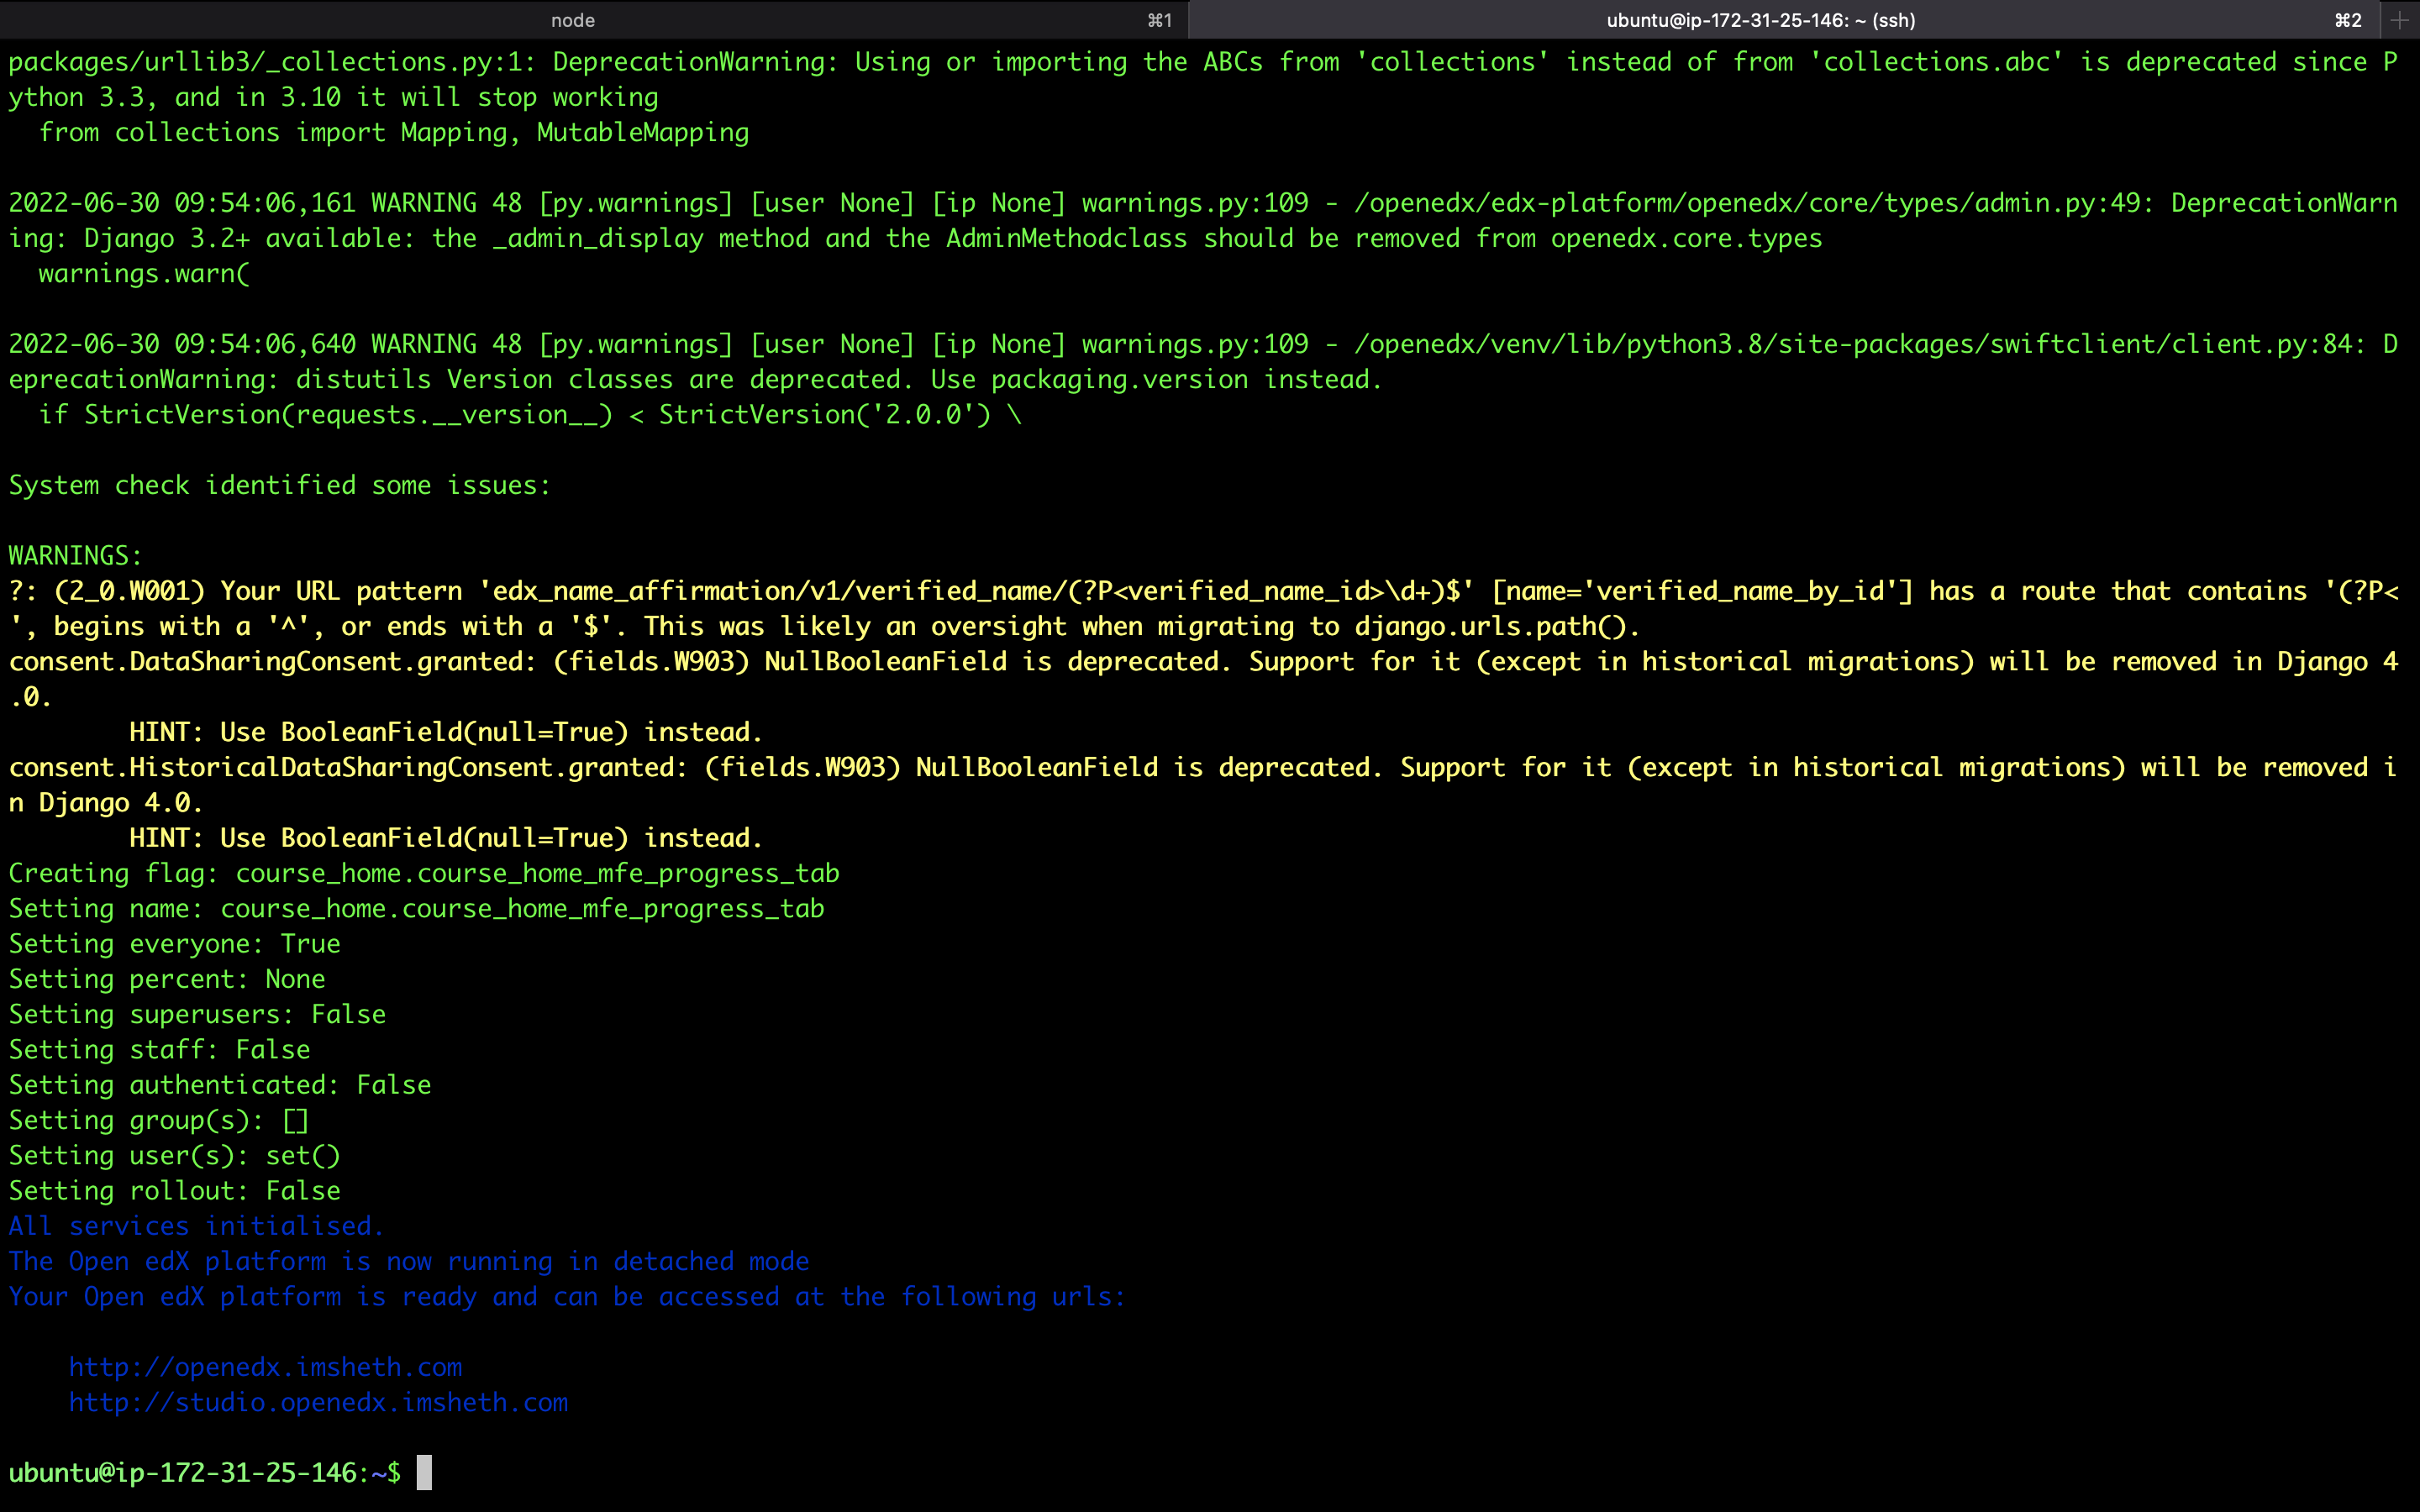 node ⌘1 ubuntu@ip-172-31-25-146: ~ (ssh) ⌘2
packages/urllib3/_collections.py:1: DeprecationWarning: Using or importing the ABCs from 'collections' instead of from 'collections.abc' is deprecated since P
ython 3.3, and in 3.10 it will stop working
  from collections import Mapping, MutableMapping
2022-06-30 09:54:06,161 WARNING 48 [py.warnings] [user None] [ip None] warnings.py:109 - /openedx/edx-platform/openedx/core/types/admin.py:49: DeprecationWarn
ing: Django 3.2+ available: the _admin_display method and the AdminMethodclass should be removed from openedx.core.types
  warnings.warn(
2022-06-30 09:54:06,640 WARNING 48 [py.warnings] [user None] [ip None] warnings.py:109 - /openedx/venv/lib/python3.8/site-packages/swiftclient/client.py:84: D
eprecationWarning: distutils Version classes are deprecated. Use packaging.version instead.
  if StrictVersion(requests.__version__) < StrictVersion('2.0.0') \
System check identified some issues:
WARNINGS:
?: (2_0.W001) Your URL pattern 'edx_name_affirmation/v1/verified_name/(?P<verified_name_id>\d+)$' [name='verified_name_by_id'] has a route that contains '(?P<
', begins with a '^', or ends with a '$'. This was likely an oversight when migrating to django.urls.path().
consent.DataSharingConsent.granted: (fields.W903) NullBooleanField is deprecated. Support for it (except in historical migrations) will be removed in Django 4
.0.
        HINT: Use BooleanField(null=True) instead.
consent.HistoricalDataSharingConsent.granted: (fields.W903) NullBooleanField is deprecated. Support for it (except in historical migrations) will be removed i
n Django 4.0.
        HINT: Use BooleanField(null=True) instead.
Creating flag: course_home.course_home_mfe_progress_tab
Setting name: course_home.course_home_mfe_progress_tab
Setting everyone: True
Setting percent: None
Setting superusers: False
Setting staff: False
Setting authenticated: False
Setting group(s): []
Setting user(s): set()
Setting rollout: False
All services initialised.
The Open edX platform is now running in detached mode
Your Open edX platform is ready and can be accessed at the following urls:
    http://openedx.imsheth.com
    http://studio.openedx.imsheth.com
ubuntu@ip-172-31-25-146:~$